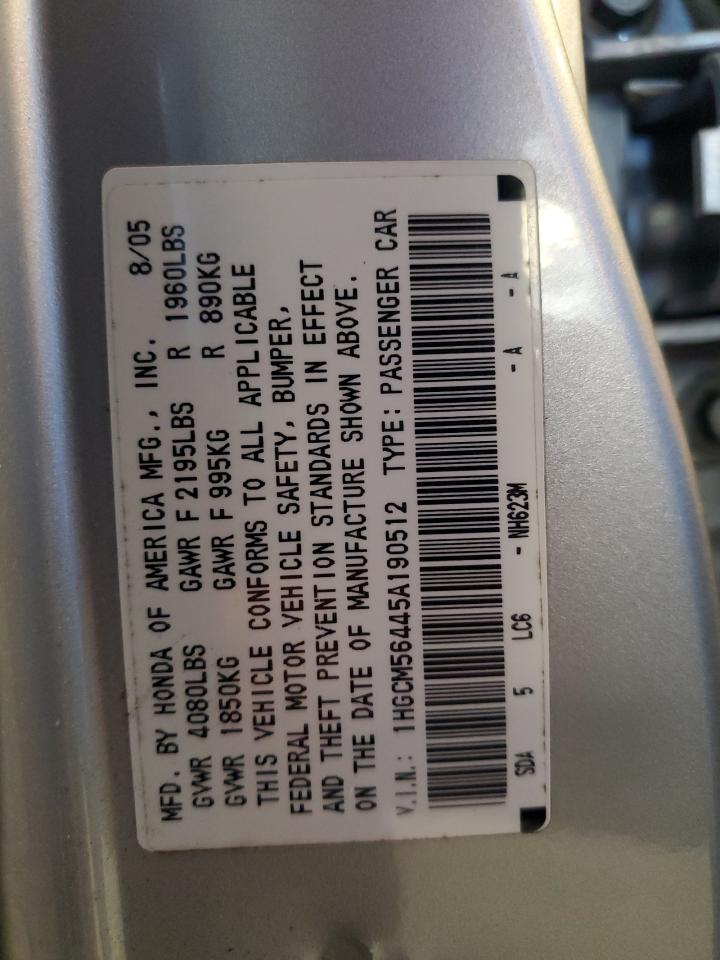 MFD. BY HONDA OF AMERICA MFG., INC. 8/05
GVWR 4080LBS GAWR F 2195LBS R 1960LBS
GVWR 1850KG GAWR F 995KG R 890KG
THIS VEHICLE CONFORMS TO ALL APPLICABLE
FEDERAL MOTOR VEHICLE SAFETY, BUMPER,
AND THEFT PREVENTION STANDARDS IN EFFECT
ON THE DATE OF MANUFACTURE SHOWN ABOVE.
V.I.N.: 1HGCM56445A190512 TYPE: PASSENGER CAR
SDA 5 LC6 - NH623M - A - A